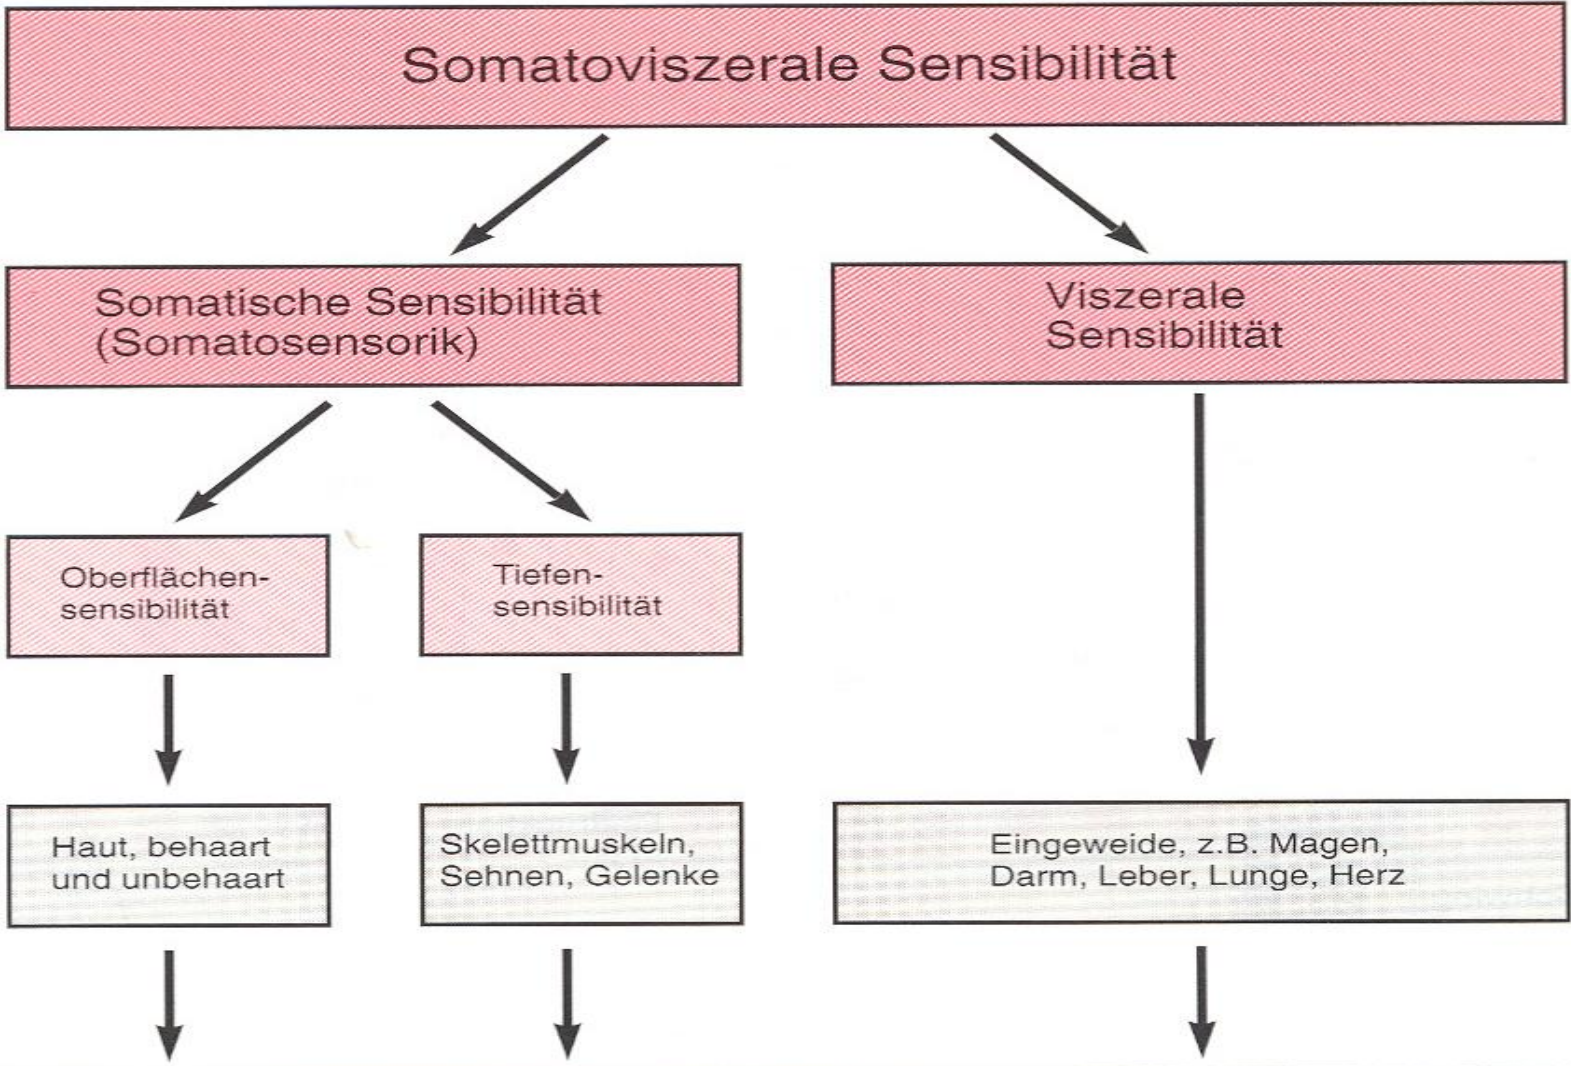 Somatoviszerale Sensibilität
Somatische Sensibilität
(Somatosensorik)
Viszerale
Sensibilität
Oberflächen-
sensibilität
Tiefen-
sensibilität
Haut, behaart
und unbehaart
Skelettmuskeln,
Sehnen, Gelenke
Eingeweide, z.B. Magen,
Darm, Leber, Lunge, Herz